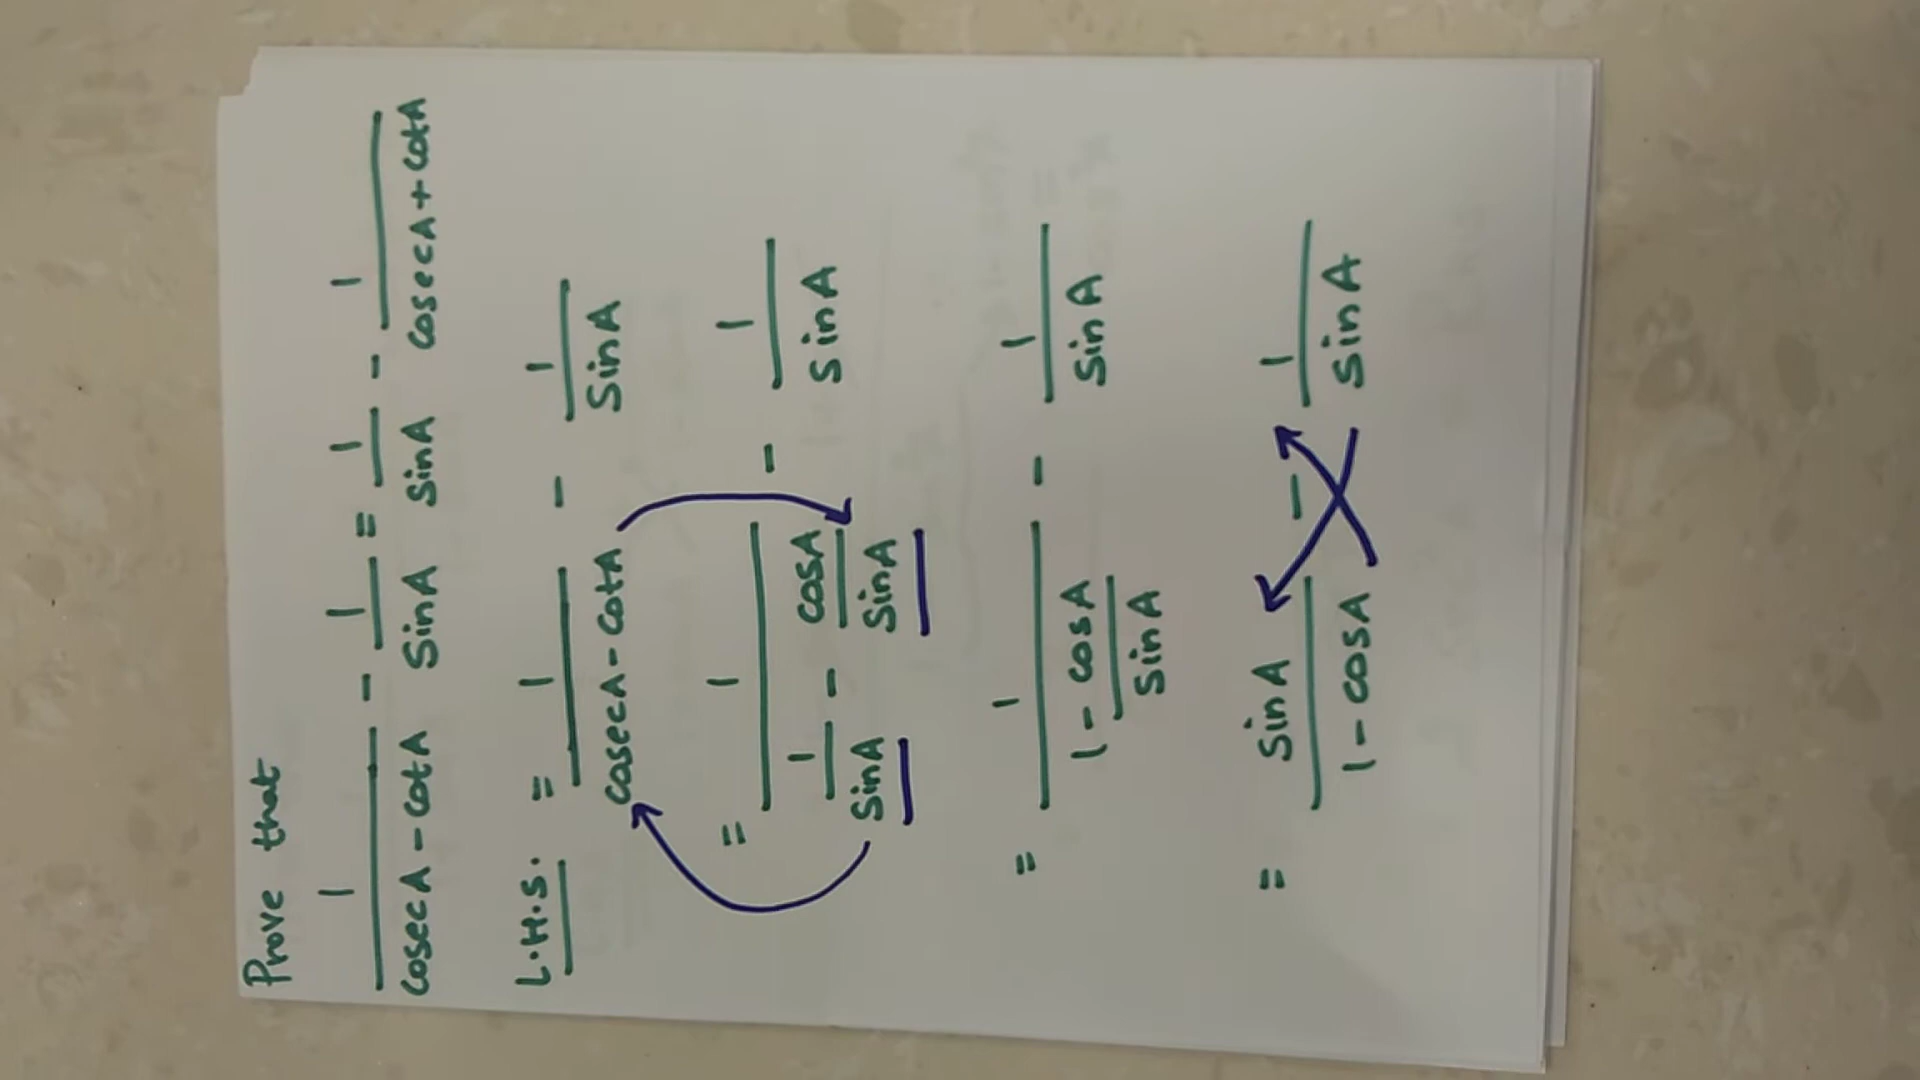 Prove that
1/(cosecA - cotA) - 1/SinA = 1/SinA - 1/(cosecA + cotA)
L.H.S. = 1/(cosecA - cotA) - 1/SinA
= 1/(1/SinA - cosA/SinA) - 1/SinA
= 1/((1 - cosA)/SinA) - 1/SinA
= SinA/(1 - cosA) - 1/SinA